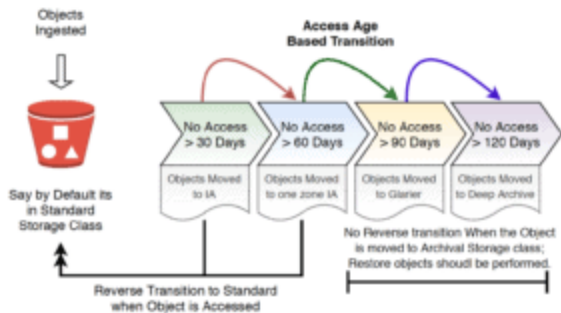 Objects
Ingested
Access Age
Based Transition
No Access
> 30 Days
No Access
> 60 Days
No Access
> 90 Days
No Access
> 120 Days
Objects Moved
to IA
Objects Moved
to one zone IA
Objects Moved
to Glarier
Objects Moved
to Deep Archive
Say by Default its
in Standard
Storage Class
No Reverse transition When the Object
is moved to Archival Storage class;
Restore objects shoudl be performed.
Reverse Transition to Standard
when Object is Accessed